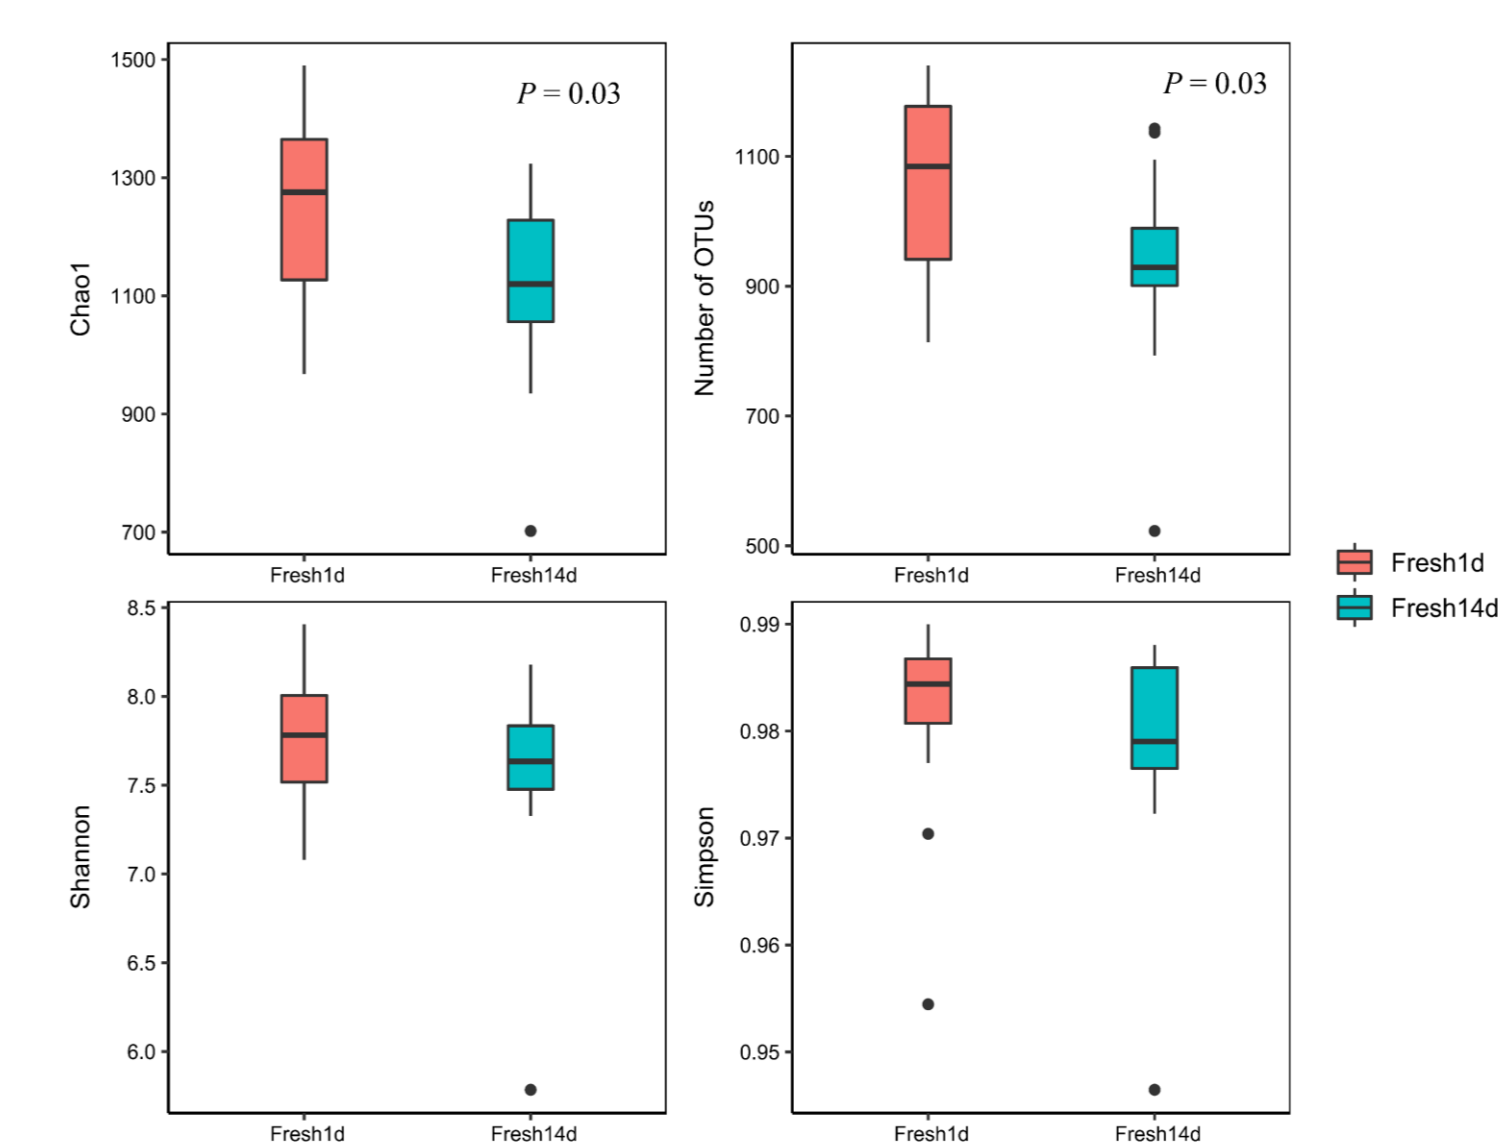 1500
1300
1100
900
700
Chao1
P = 0.03
Fresh1d
Fresh14d
1100
900
700
500
Number of OTUs
P = 0.03
Fresh1d
Fresh14d
Fresh1d
Fresh14d
8.5
8.0
7.5
7.0
6.5
6.0
Shannon
Fresh1d
Fresh14d
0.99
0.98
0.97
0.96
0.95
Simpson
Fresh1d
Fresh14d